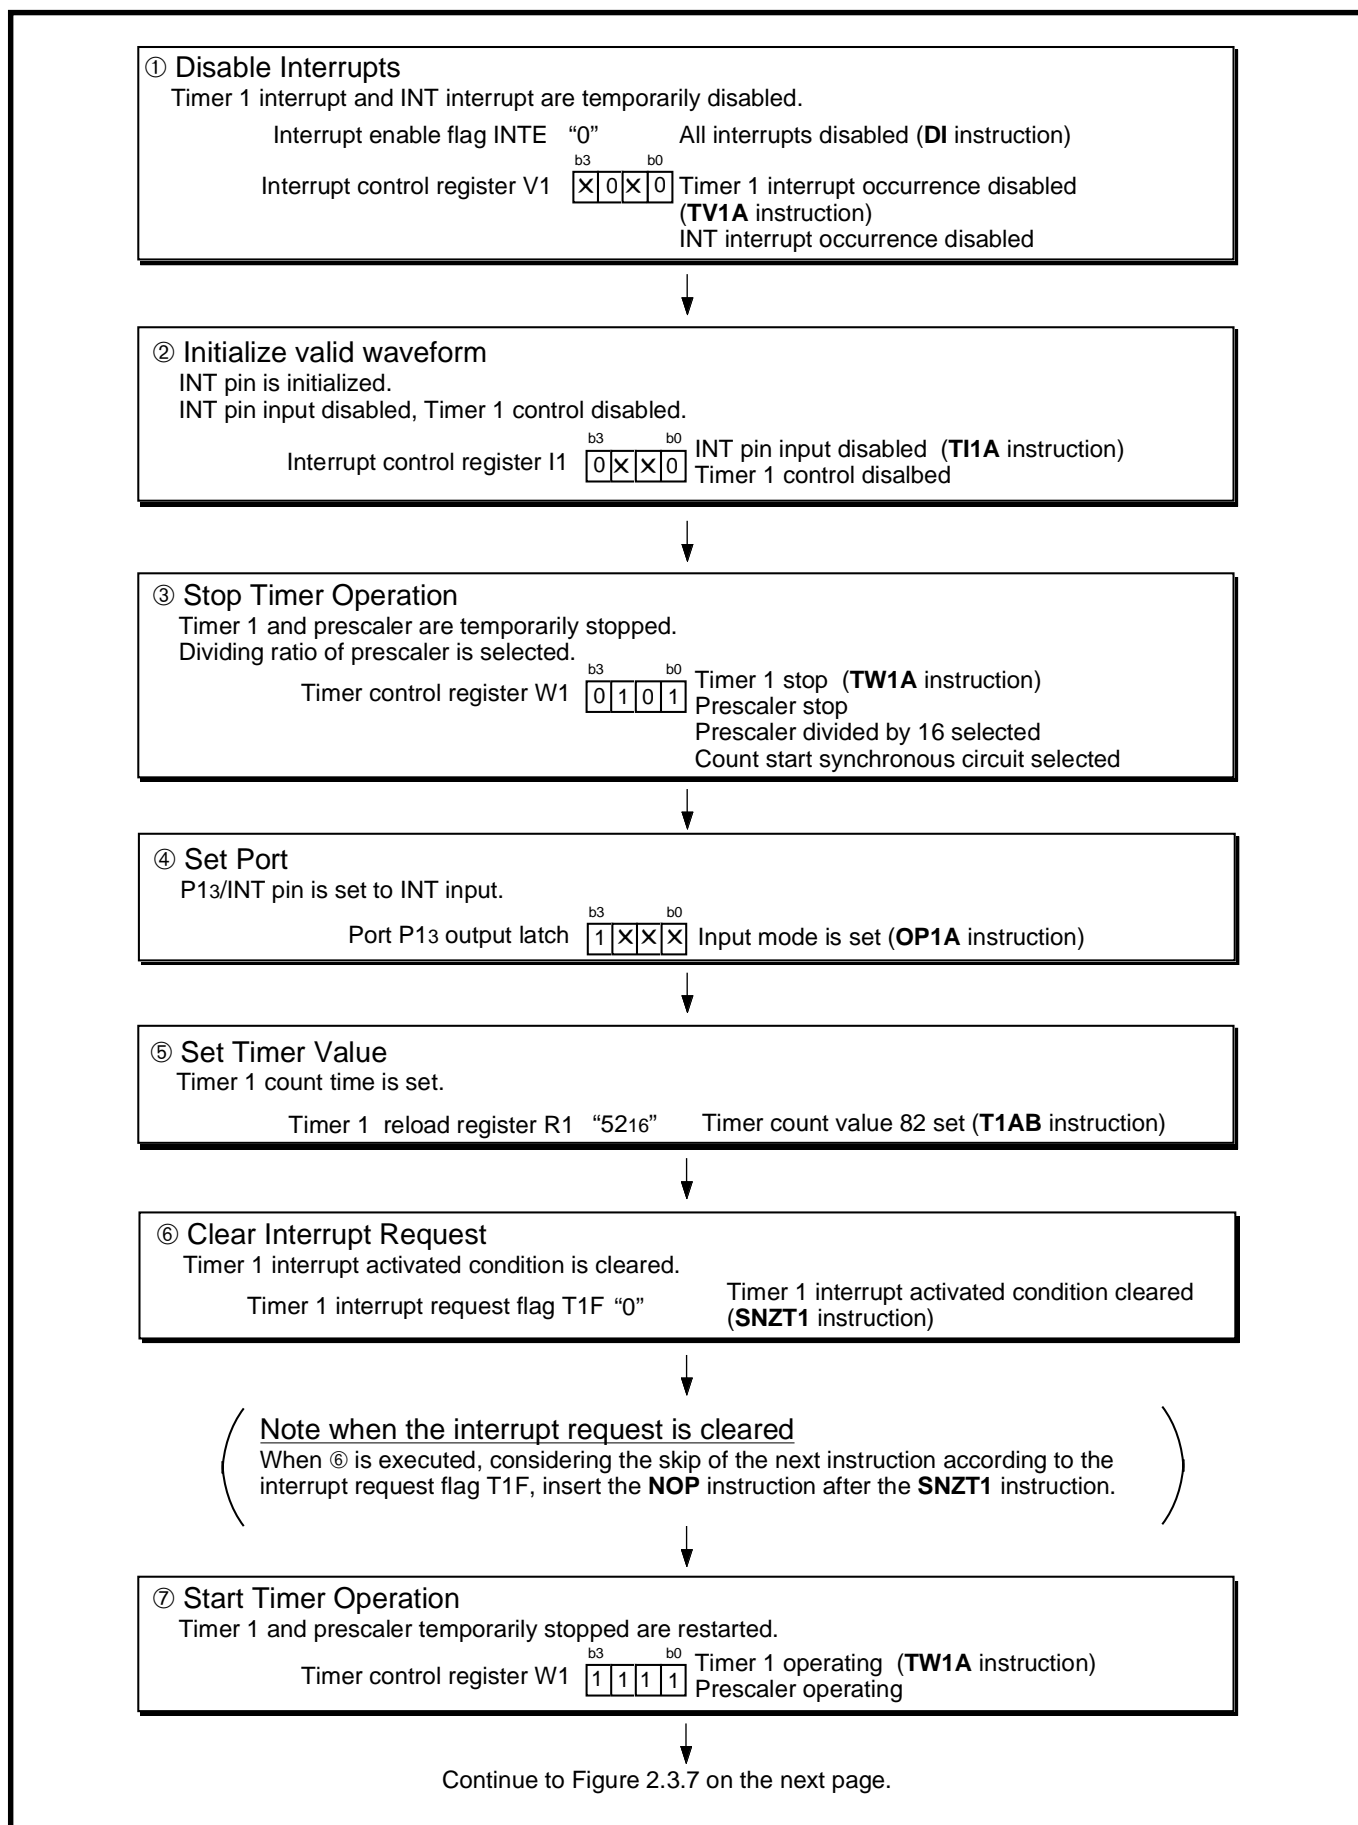 ① Disable Interrupts
Timer 1 interrupt and INT interrupt are temporarily disabled.
Interrupt enable flag INTE “0” All interrupts disabled (DI instruction)
b3 b0
Interrupt control register V1 ✕ 0 ✕ 0 Timer 1 interrupt occurrence disabled
(TV1A instruction)
INT interrupt occurrence disabled
② Initialize valid waveform
INT pin is initialized.
INT pin input disabled, Timer 1 control disabled.
b3 b0
Interrupt control register I1 0 ✕ ✕ 0 INT pin input disabled (TI1A instruction)
Timer 1 control disalbed
③ Stop Timer Operation
Timer 1 and prescaler are temporarily stopped.
Dividing ratio of prescaler is selected.
b3 b0
Timer control register W1 0 1 0 1 Timer 1 stop (TW1A instruction)
Prescaler stop
Prescaler divided by 16 selected
Count start synchronous circuit selected
④ Set Port
P13/INT pin is set to INT input.
b3 b0
Port P13 output latch 1 ✕ ✕ ✕ Input mode is set (OP1A instruction)
⑤ Set Timer Value
Timer 1 count time is set.
Timer 1 reload register R1 “5216” Timer count value 82 set (T1AB instruction)
⑥ Clear Interrupt Request
Timer 1 interrupt activated condition is cleared.
Timer 1 interrupt request flag T1F “0” Timer 1 interrupt activated condition cleared
(SNZT1 instruction)
Note when the interrupt request is cleared
When ⑥ is executed, considering the skip of the next instruction according to the
interrupt request flag T1F, insert the NOP instruction after the SNZT1 instruction.
⑦ Start Timer Operation
Timer 1 and prescaler temporarily stopped are restarted.
b3 b0
Timer control register W1 1 1 1 1 Timer 1 operating (TW1A instruction)
Prescaler operating
Continue to Figure 2.3.7 on the next page.